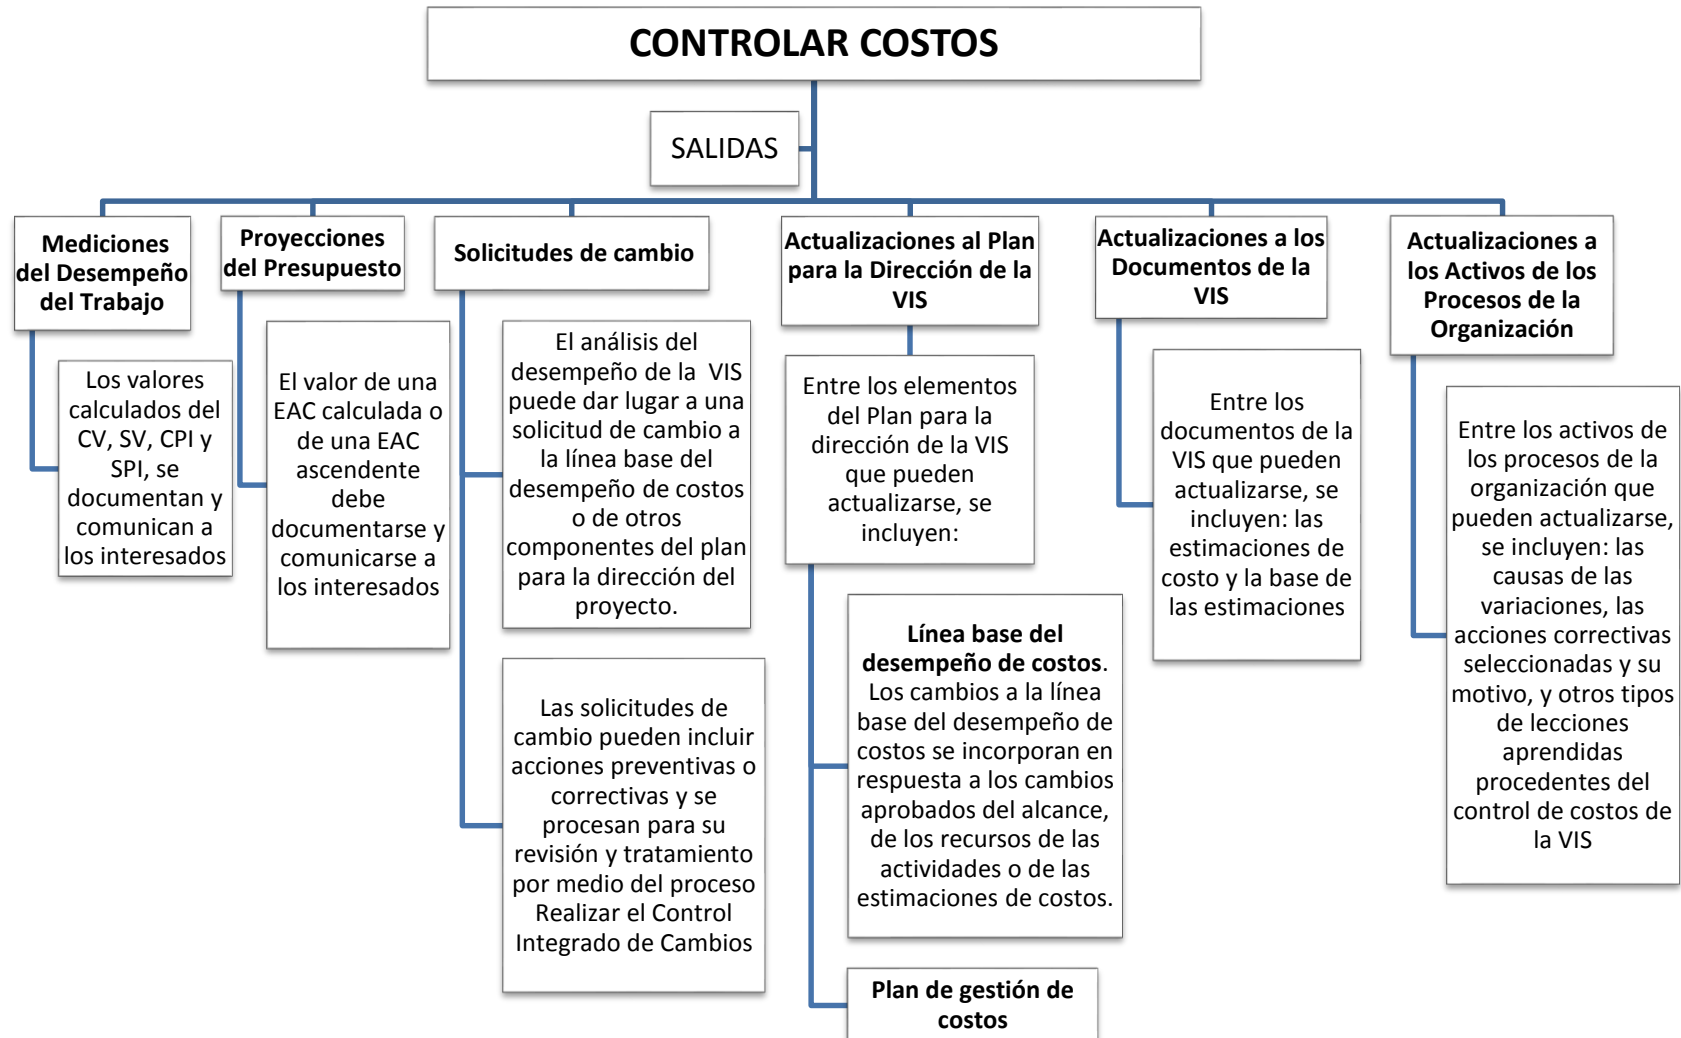 CONTROLAR COSTOS
SALIDAS
Mediciones
del Desempeño
del Trabajo
Los valores
calculados del
CV, SV, CPI y
SPI, se
documentan y
comunican a
los interesados
Proyecciones
del Presupuesto
El valor de una
EAC calculada o
de una EAC
ascendente
debe
documentarse y
comunicarse a
los interesados
Solicitudes de cambio
El análisis del
desempeño de la VIS
puede dar lugar a una
solicitud de cambio a
la línea base del
desempeño de costos
o de otros
componentes del plan
para la dirección del
proyecto.
Las solicitudes de
cambio pueden incluir
acciones preventivas o
correctivas y se
procesan para su
revisión y tratamiento
por medio del proceso
Realizar el Control
Integrado de Cambios
Actualizaciones al Plan
para la Dirección de la
VIS
Entre los elementos
del Plan para la
dirección de la VIS
que pueden
actualizarse, se
incluyen:
Línea base del
desempeño de costos.
Los cambios a la línea
base del desempeño de
costos se incorporan en
respuesta a los cambios
aprobados del alcance,
de los recursos de las
actividades o de las
estimaciones de costos.
Plan de gestión de
costos
Actualizaciones a los
Documentos de la
VIS
Entre los
documentos de la
VIS que pueden
actualizarse, se
incluyen: las
estimaciones de
costo y la base de
las estimaciones
Actualizaciones a
los Activos de los
Procesos de la
Organización
Entre los activos de
los procesos de la
organización que
pueden actualizarse,
se incluyen: las
causas de las
variaciones, las
acciones correctivas
seleccionadas y su
motivo, y otros tipos
de lecciones
aprendidas
procedentes del
control de costos de
la VIS